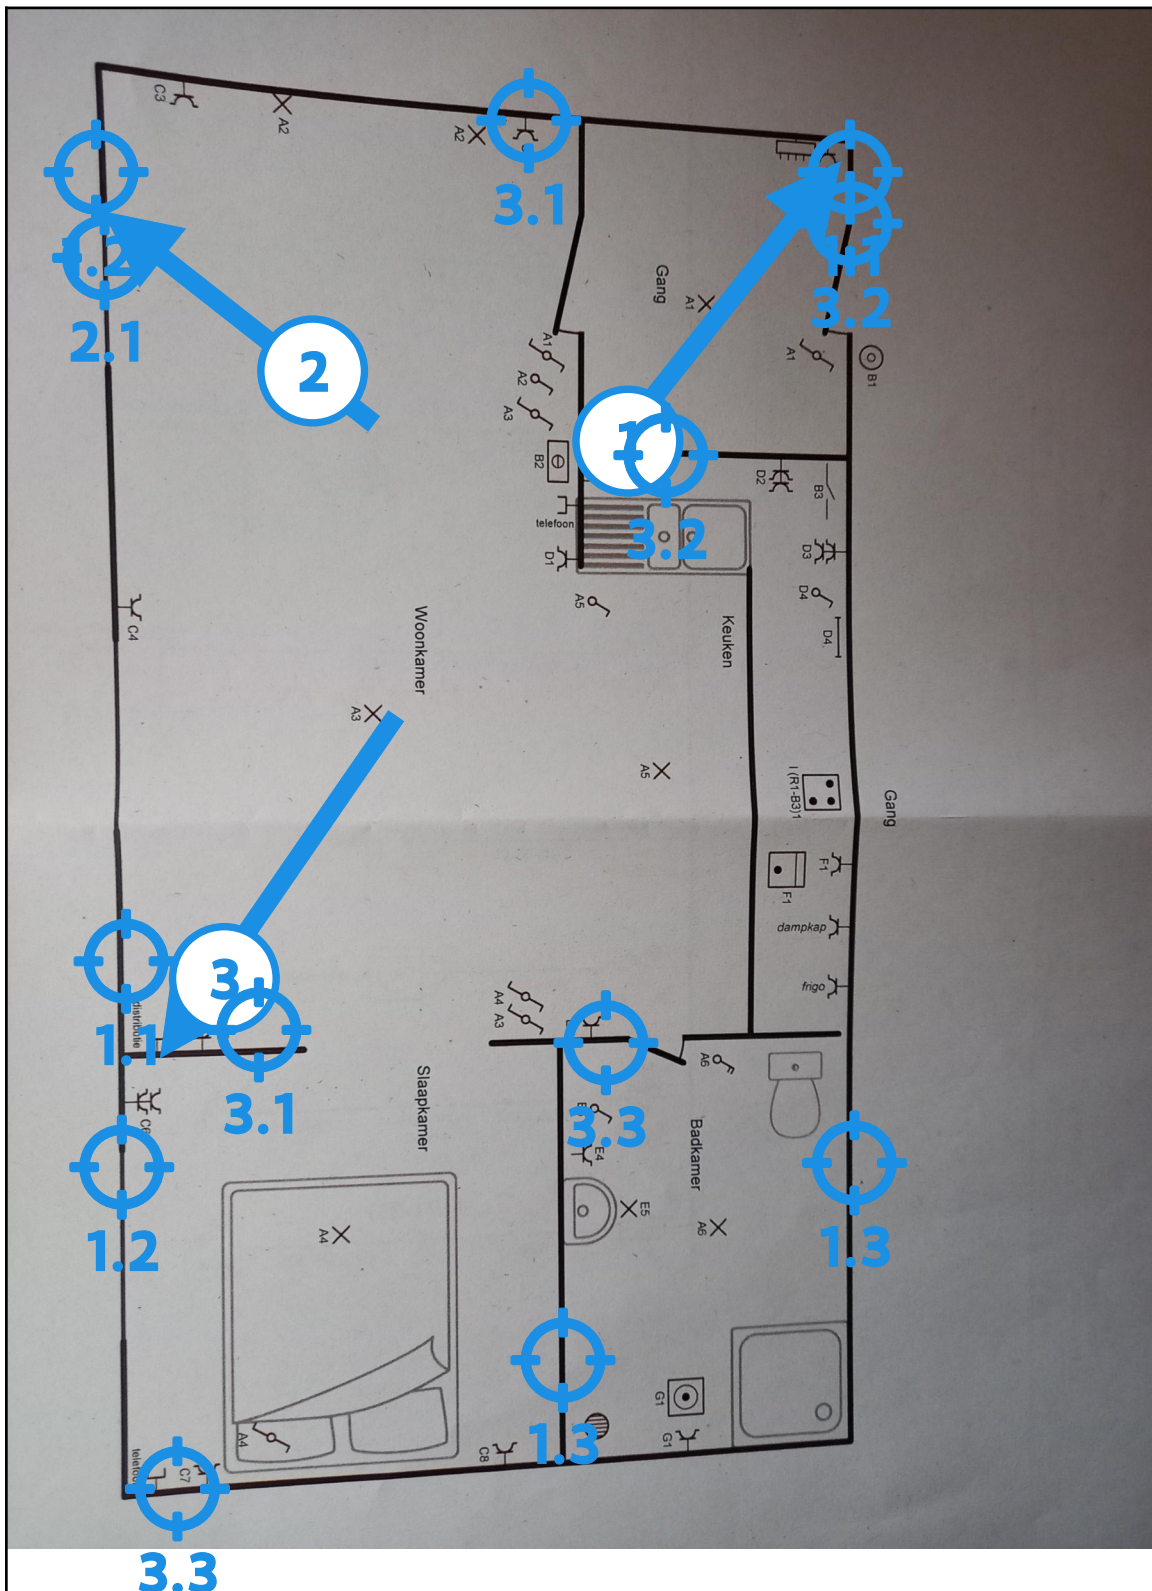 C3
A2
A2
3.1
1.1
3.2
1.2
2.1
2
Gang
A1
A1
B1
A1
A2
A3
B2
telefoon
D1
1
3.2
D2
B3
D3
D4
D4
A5
C4
Woonkamer
Keuken
A3
A5
I (R1-B3)1
Gang
F1
F1
dampkap
frigo
3
distributie
1.1
3.1
A4
A3
3.3
A6
C6
1.2
Slaapkamer
E4
E5
Badkamer
A6
1.3
A4
A4
G1
G1
1.3
C8
C7
3.3